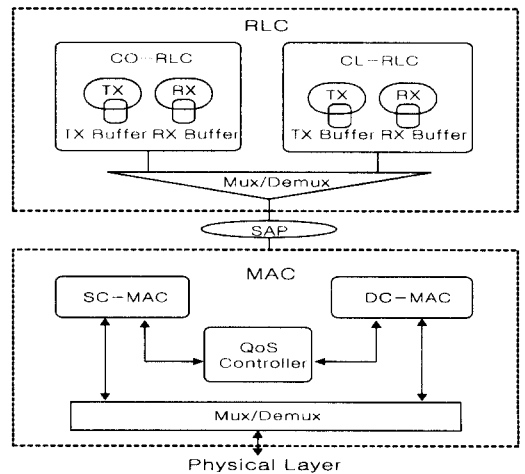 RLC
CO-RLC
CL-RLC
TX
RX
TX
RX
TX Buffer RX Buffer
TX Buffer RX Buffer
Mux/Demux
SAP
MAC
SC-MAC
DC-MAC
QoS
Controller
Mux/Demux
Physical Layer